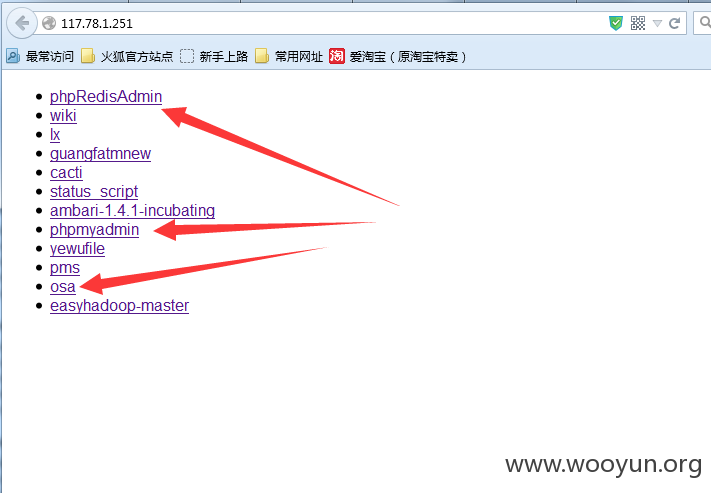 117.78.1.251
最常访问 火狐官方站点 新手上路 常用网址 爱淘宝（原淘宝特卖）
phpRedisAdmin
wiki
lx
guangfatmnew
cacti
status_script
ambari-1.4.1-incubating
phpmyadmin
yewufile
pms
osa
easyhadoop-master
www.wooyun.org